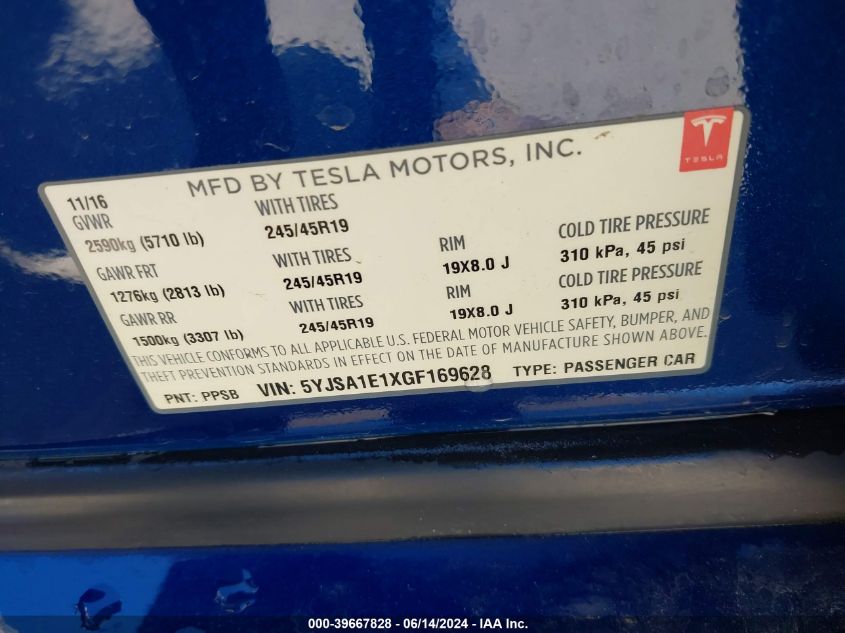 MFD BY TESLA MOTORS, INC.
TESLA
11/16
GVWR WITH TIRES
2590kg (5710 lb) 245/45R19
GAWR FRT WITH TIRES RIM COLD TIRE PRESSURE
1276kg (2813 lb) 245/45R19 19X8.0 J 310 kPa, 45 psi
GAWR RR WITH TIRES RIM COLD TIRE PRESSURE
1500kg (3307 lb) 245/45R19 19X8.0 J 310 kPa, 45 psi
THIS VEHICLE CONFORMS TO ALL APPLICABLE U.S. FEDERAL MOTOR VEHICLE SAFETY, BUMPER, AND
THEFT PREVENTION STANDARDS IN EFFECT ON THE DATE OF MANUFACTURE SHOWN ABOVE.
PNT: PPSB VIN: 5YJSA1E1XGF169628 TYPE: PASSENGER CAR
000-39667828 - 06/14/2024 - IAA Inc.